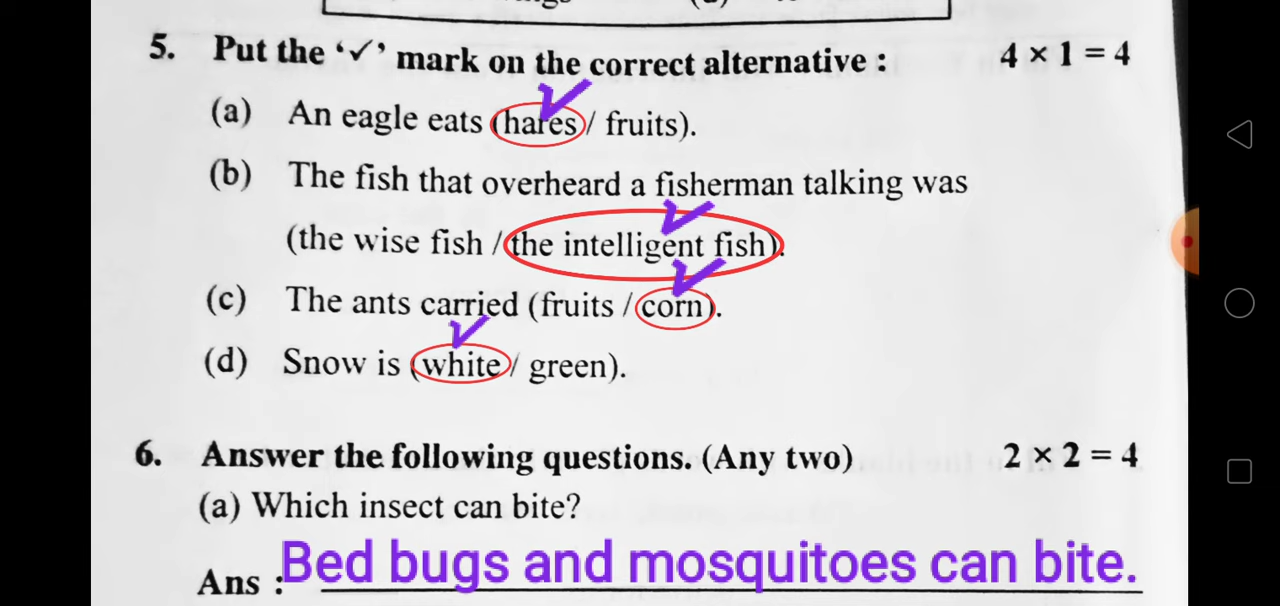 5. Put the ‘✓’ mark on the correct alternative : 4 × 1 = 4
(a) An eagle eats (hares / fruits).
(b) The fish that overheard a fisherman talking was
(the wise fish / the intelligent fish).
(c) The ants carried (fruits / corn).
(d) Snow is (white / green).
6. Answer the following questions. (Any two) 2 × 2 = 4
(a) Which insect can bite?
Ans : Bed bugs and mosquitoes can bite.